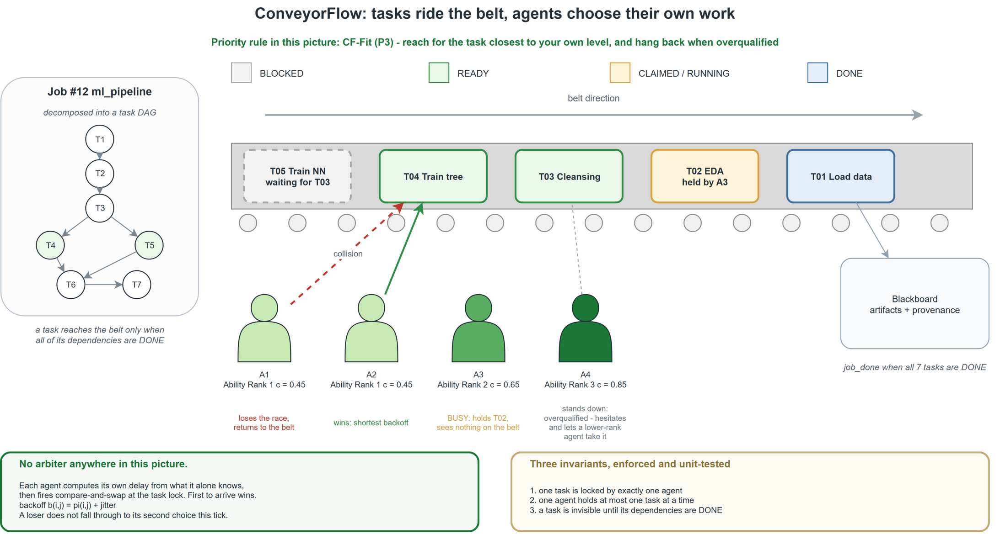 ConveyorFlow: tasks ride the belt, agents choose their own work
Priority rule in this picture: CF-Fit (P3) - reach for the task closest to your own level, and hang back when overqualified
BLOCKED
READY
CLAIMED / RUNNING
DONE
belt direction
Job #12 ml_pipeline
decomposed into a task DAG
T1
T2
T3
T4
T5
T6
T7
a task reaches the belt only when
all of its dependencies are DONE
T05 Train NN
waiting for T03
T04 Train tree
T03 Cleansing
T02 EDA
held by A3
T01 Load data
collision
Blackboard
artifacts + provenance
job_done when all 7 tasks are DONE
A1
Ability Rank 1 c = 0.45
A2
Ability Rank 1 c = 0.45
A3
Ability Rank 2 c = 0.65
A4
Ability Rank 3 c = 0.85
loses the race,
returns to the belt
wins: shortest backoff
BUSY: holds T02,
sees nothing on the belt
stands down:
overqualified - hesitates
and lets a lower-rank
agent take it
No arbiter anywhere in this picture.
Each agent computes its own delay from what it alone knows,
then fires compare-and-swap at the task lock. First to arrive wins.
backoff b(i,j) = pi(i,j) + jitter
A loser does not fall through to its second choice this tick.
Three invariants, enforced and unit-tested
1. one task is locked by exactly one agent
2. one agent holds at most one task at a time
3. a task is invisible until its dependencies are DONE